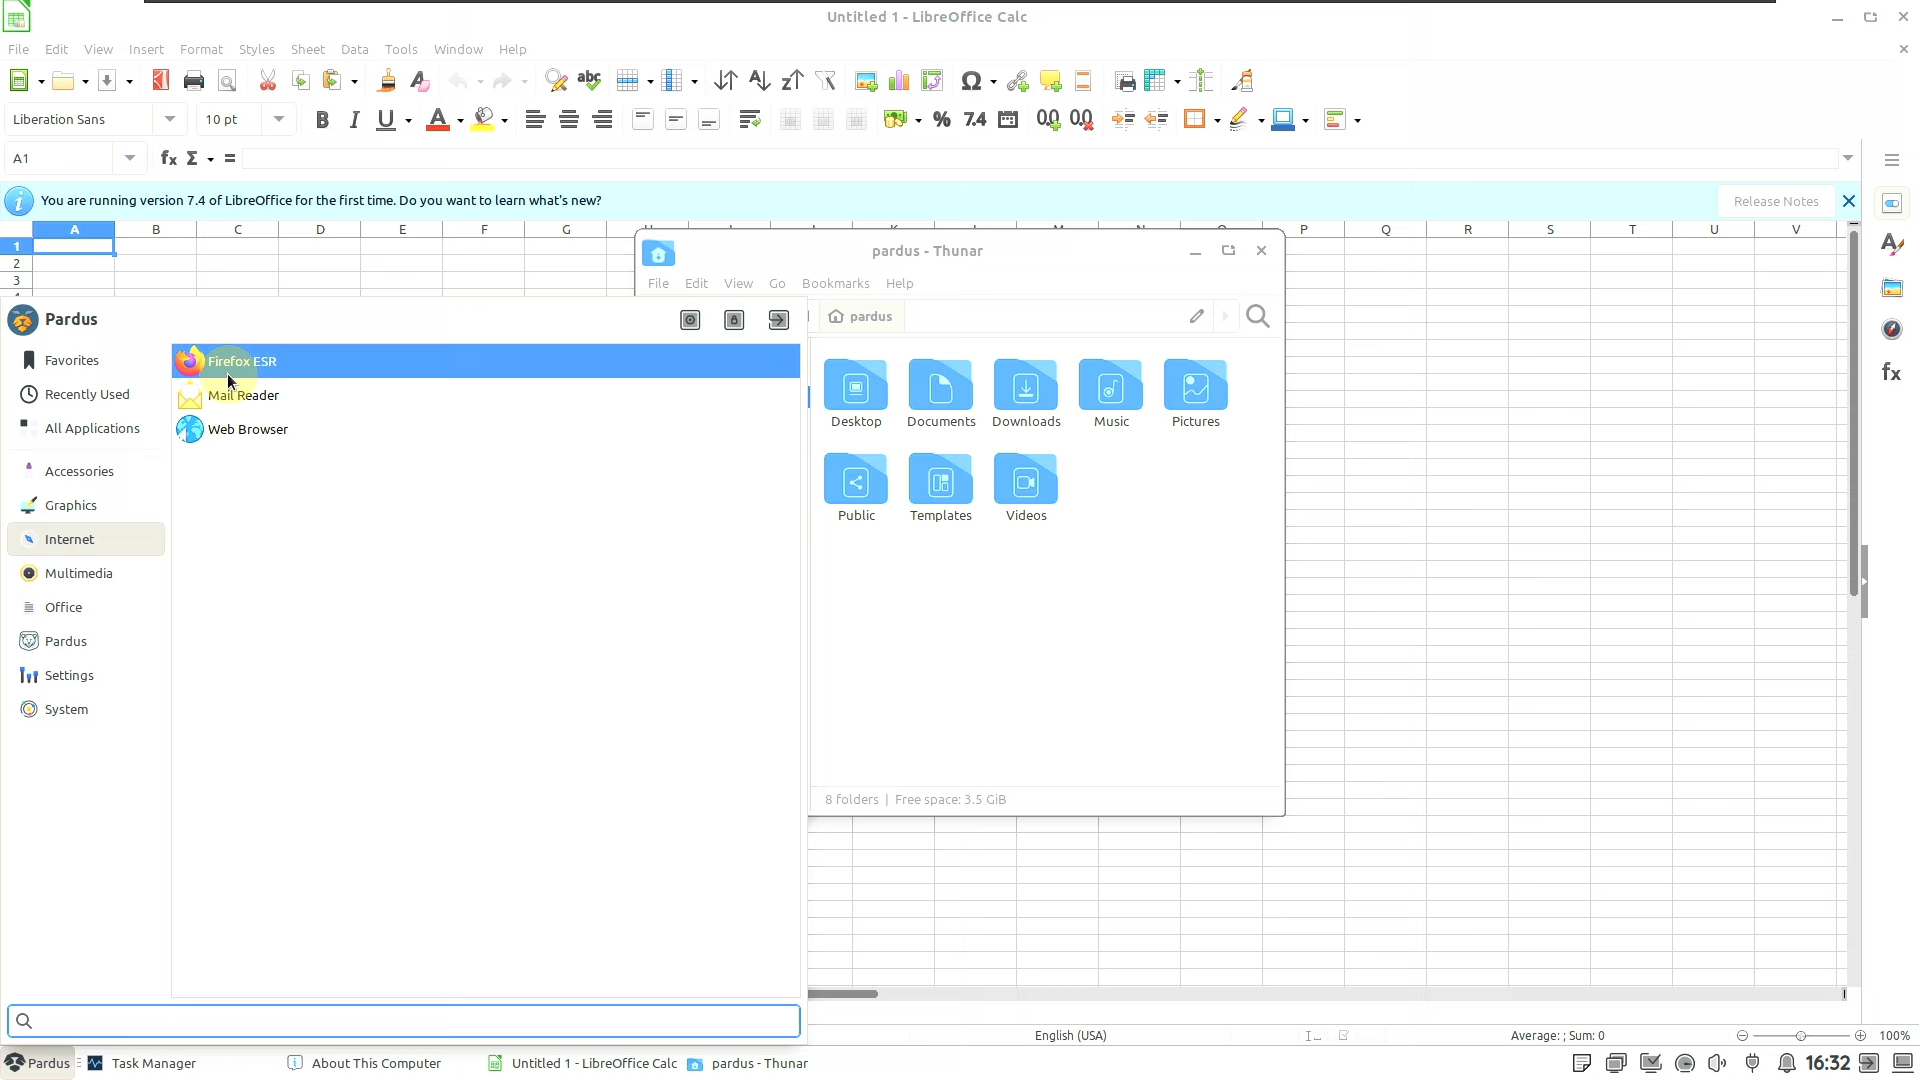 Untitled 1 - LibreOffice Calc
File Edit View Insert Format Styles Sheet Data Tools Window Help
Liberation Sans 10 pt
A1
You are running version 7.4 of LibreOffice for the first time. Do you want to learn what's new?
Release Notes
A B C D E F G P Q R S T U V
1
2
3
pardus - Thunar
File Edit View Go Bookmarks Help
pardus
Desktop Documents Downloads Music Pictures
Public Templates Videos
8 folders | Free space: 3.5 GiB
Pardus
Favorites
Recently Used
All Applications
Accessories
Graphics
Internet
Multimedia
Office
Pardus
Settings
System
Firefox ESR
Mail Reader
Web Browser
English (USA) Average: ; Sum: 0 100%
Pardus Task Manager About This Computer Untitled 1 - LibreOffice Calc pardus - Thunar 16:32